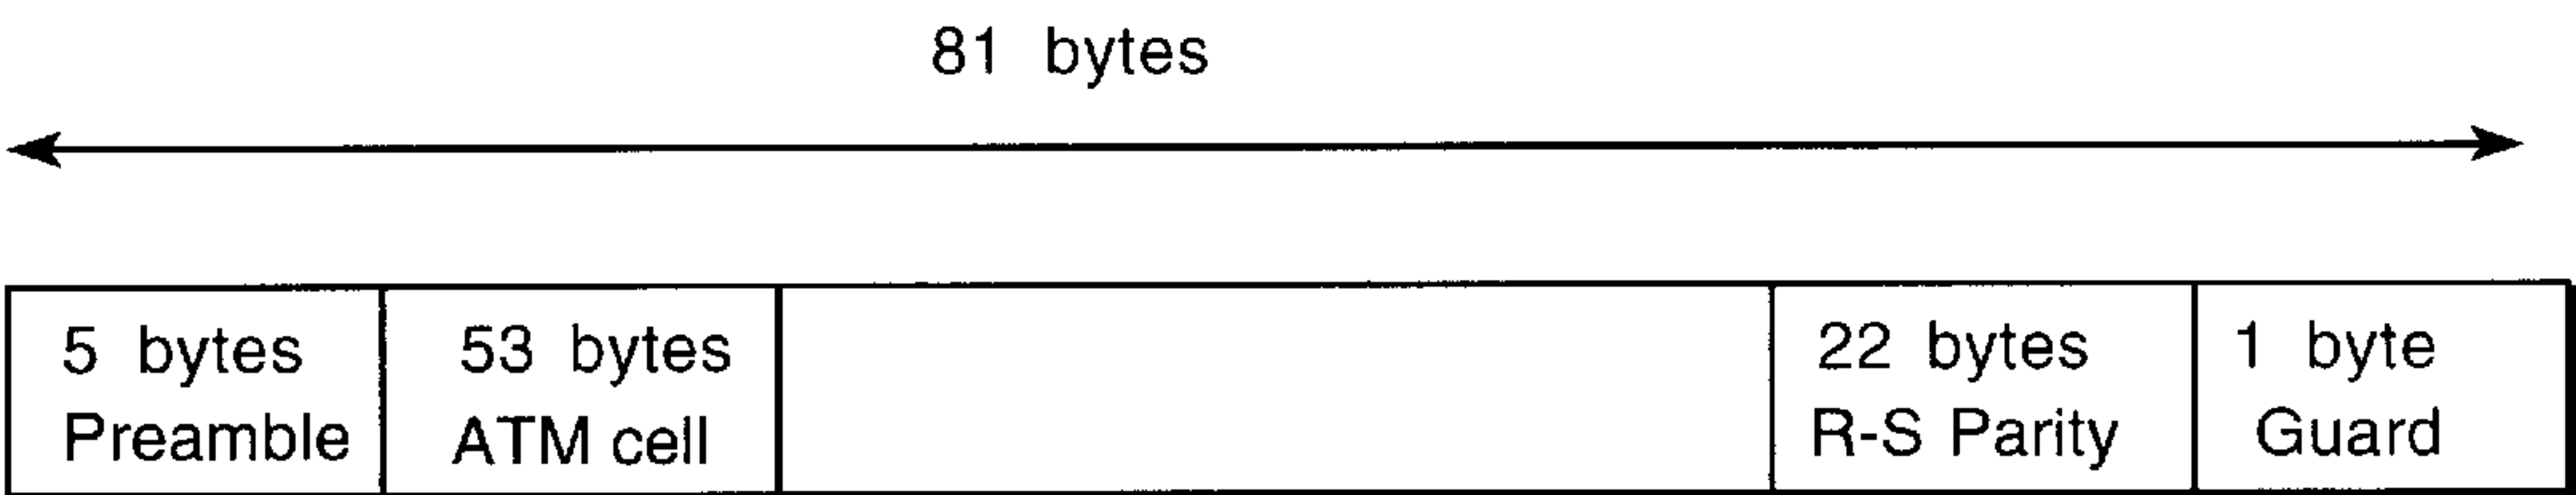 81 bytes
5 bytes
Preamble
53 bytes
ATM cell
22 bytes
R-S Parity
1 byte
Guard